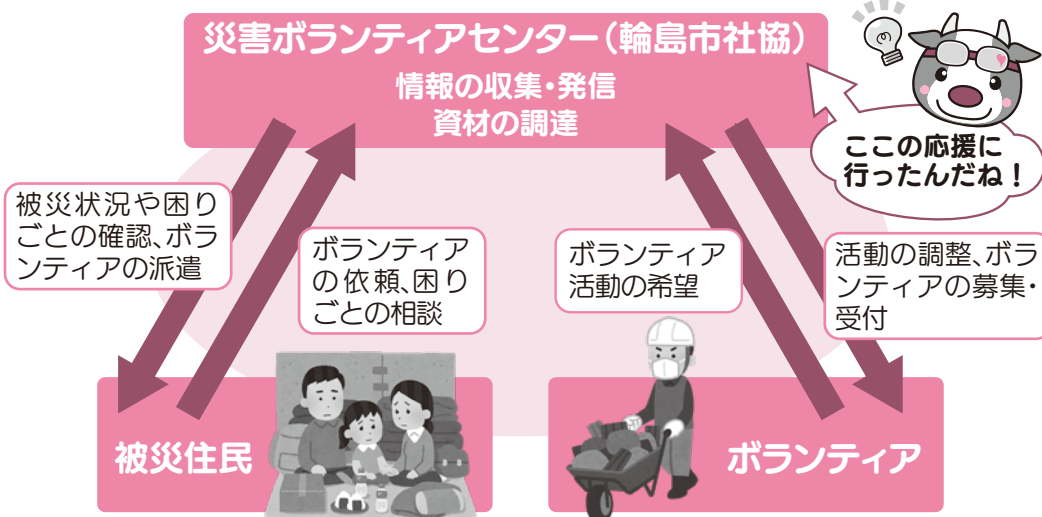 災害ボランティアセンター（輪島市社協）
情報の収集・発信
資材の調達
ここの応援に
行ったんだね！
被災状況や困り
ごとの確認、ボラ
ンティアの派遣
ボランティア
の依頼、困り
ごとの相談
ボランティア
活動の希望
活動の調整、ボラ
ンティアの募集・
受付
被災住民
ボランティア